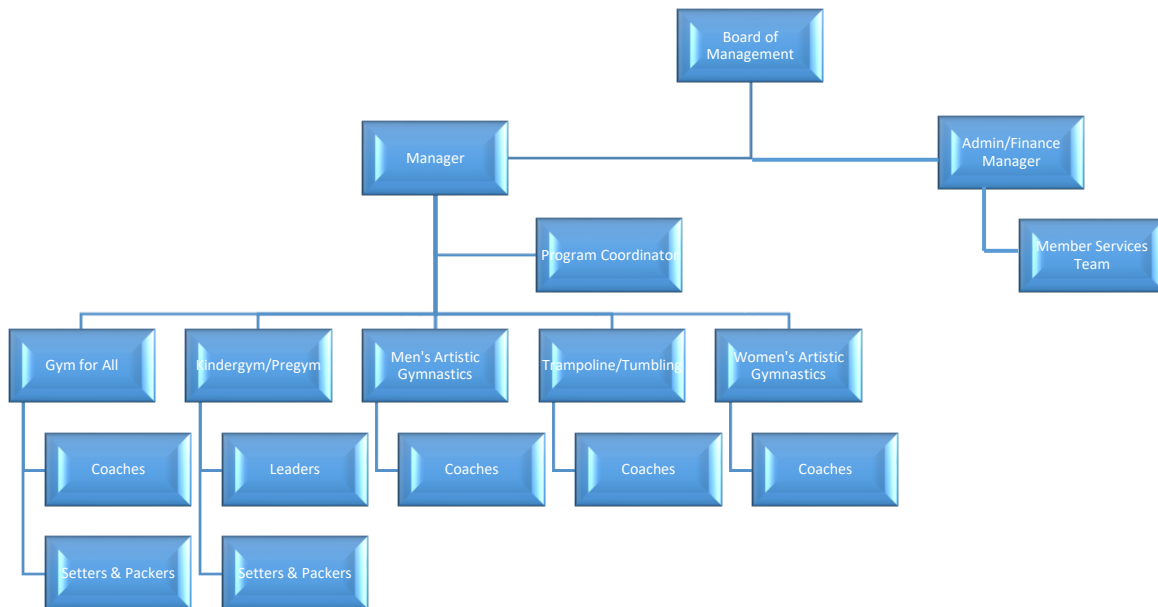 Board of
Management
Manager
Admin/Finance
Manager
Program Coordinator
Member Services
Team
Gym for All
Kindergym/Pregym
Men's Artistic
Gymnastics
Trampoline/Tumbling
Women's Artistic
Gymnastics
Coaches
Leaders
Coaches
Coaches
Coaches
Setters & Packers
Setters & Packers